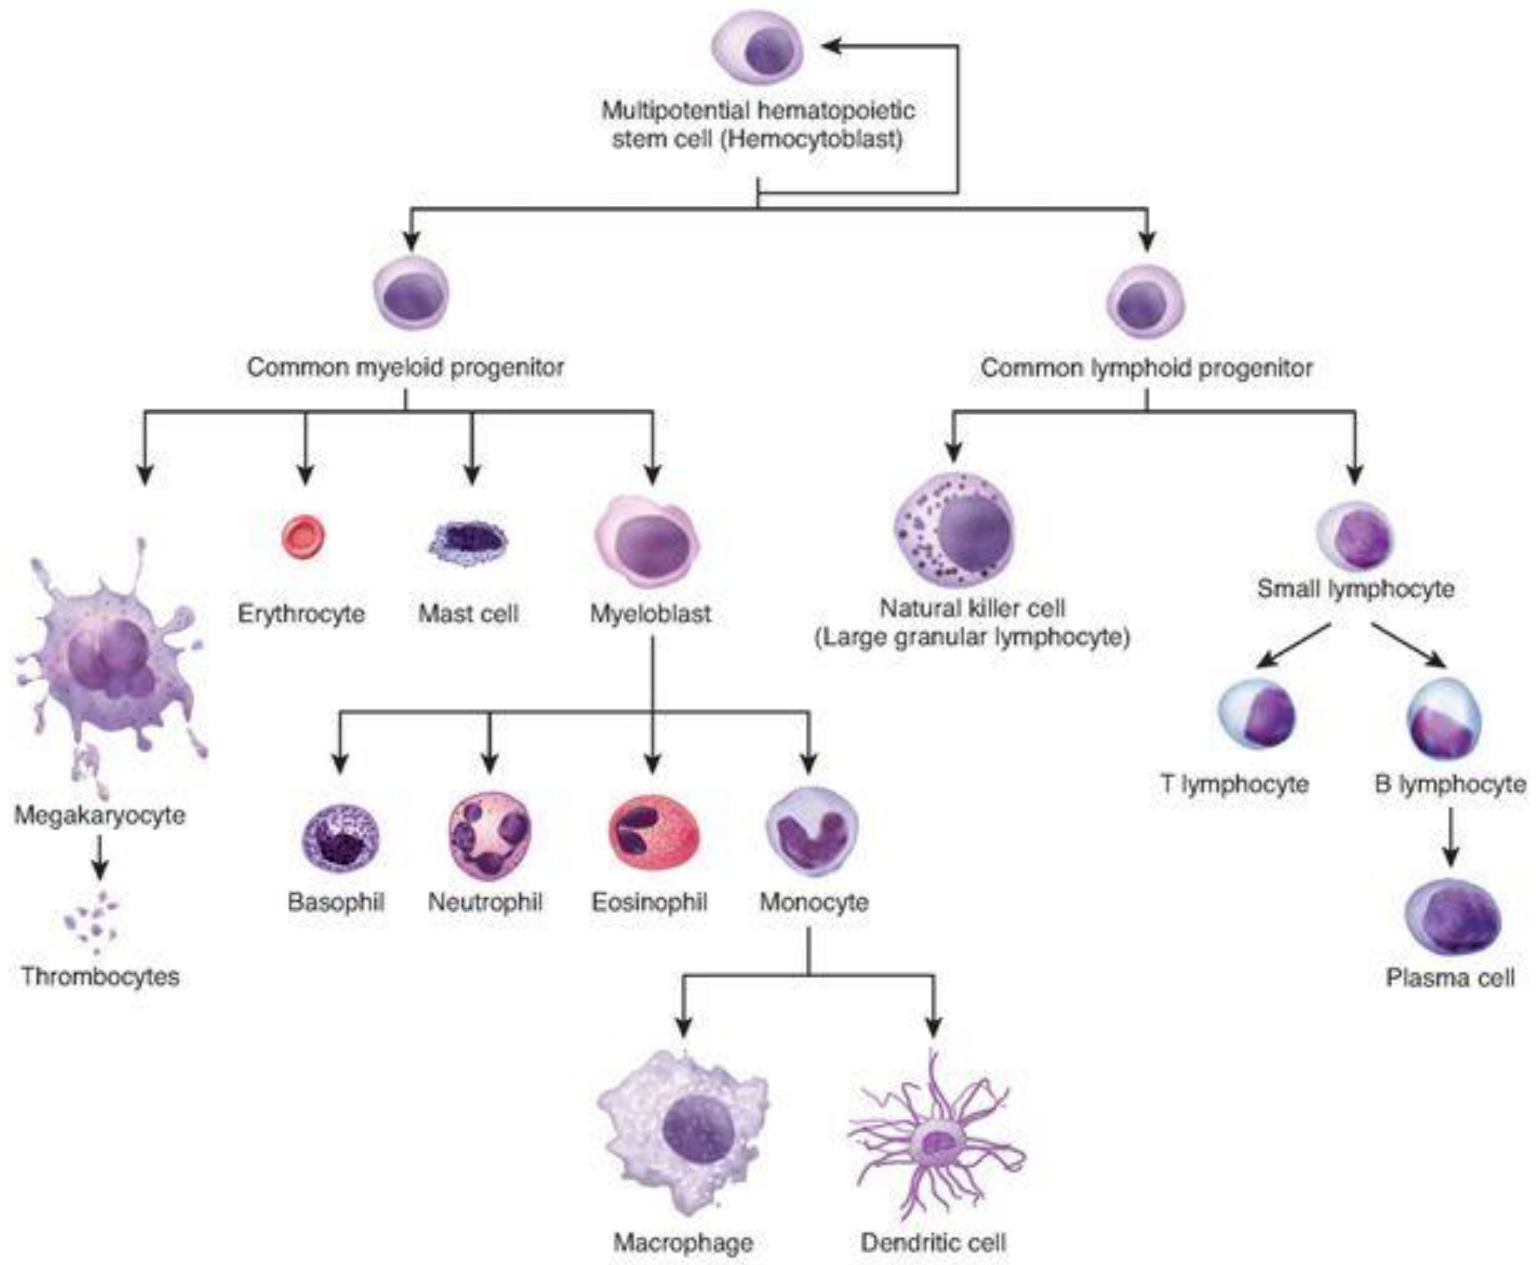 Multipotential hematopoietic
stem cell (Hemocytoblast)
Common myeloid progenitor
Common lymphoid progenitor
Erythrocyte
Mast cell
Myeloblast
Natural killer cell
(Large granular lymphocyte)
Small lymphocyte
Megakaryocyte
T lymphocyte
B lymphocyte
Basophil
Neutrophil
Eosinophil
Monocyte
Thrombocytes
Plasma cell
Macrophage
Dendritic cell